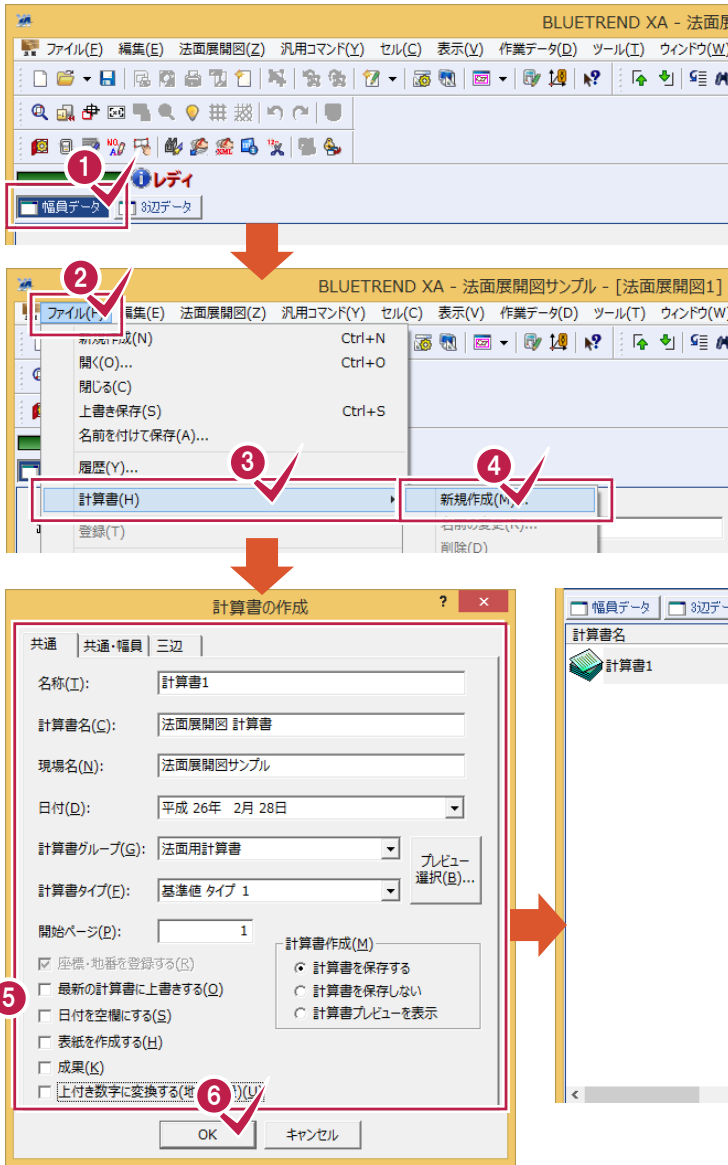 BLUETREND XA - 法面展
ファイル(F) 編集(E) 法面展開図(Z) 汎用コマンド(Y) セル(C) 表示(V) 作業データ(D) ツール(T) ウィンドウ(W)
1
レディ
幅員データ 3辺データ
2
BLUETREND XA - 法面展開図サンプル - [法面展開図1]
ファイル(F) 編集(E) 法面展開図(Z) 汎用コマンド(Y) セル(C) 表示(V) 作業データ(D) ツール(T) ウィンドウ(W)
新規作成(N) Ctrl+N
開く(O)... Ctrl+O
閉じる(C)
上書き保存(S) Ctrl+S
名前を付けて保存(A)...
履歴(Y)...
3
4
計算書(H) 新規作成(M)...
登録(T) 名前の変更(R)...
削除(D)
計算書の作成 ? ×
共通 共通・幅員 三辺
名称(T): 計算書1
計算書名(C): 法面展開図 計算書
現場名(N): 法面展開図サンプル
日付(D): 平成 26年 2月 28日
計算書グループ(G): 法面用計算書
プレビュー
選択(B)...
計算書タイプ(F): 基準値 タイプ 1
開始ページ(P): 1
計算書作成(M)
座標・地番を登録する(R)
計算書を保存する
5
最新の計算書に上書きする(O)
計算書を保存しない
日付を空欄にする(S)
計算書プレビューを表示
表紙を作成する(H)
成果(K)
上付き数字に変換する(地 )(U)
6
OK キャンセル
幅員データ 3辺デー
計算書名
計算書1